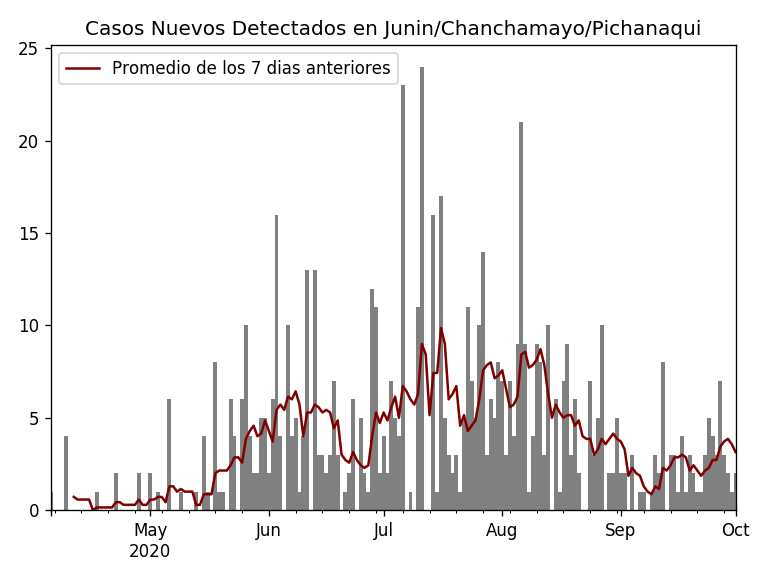 Casos Nuevos Detectados en Junin/Chanchamayo/Pichanaqui
Promedio de los 7 dias anteriores
25
20
15
10
5
0
May Jun Jul Aug Sep Oct
2020